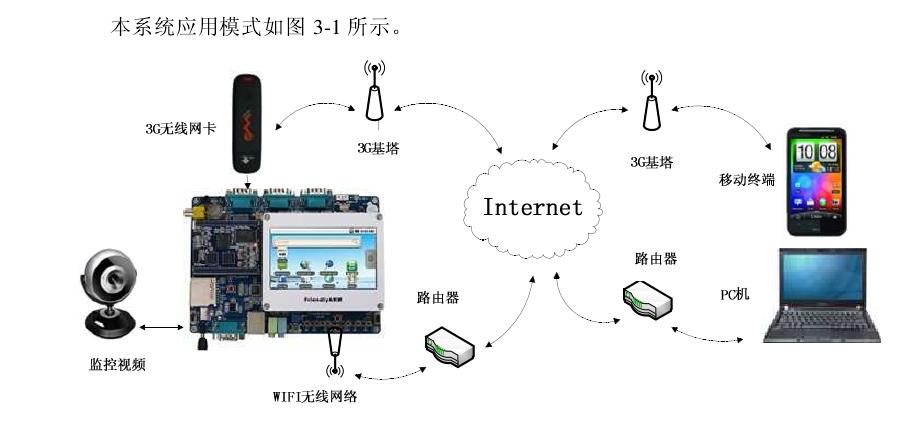 本系统应用模式如图 3-1 所示。
3G无线网卡
3G基塔
3G基塔
移动终端
10 08
Internet
路由器
PC机
路由器
监控视频
WIFI无线网络